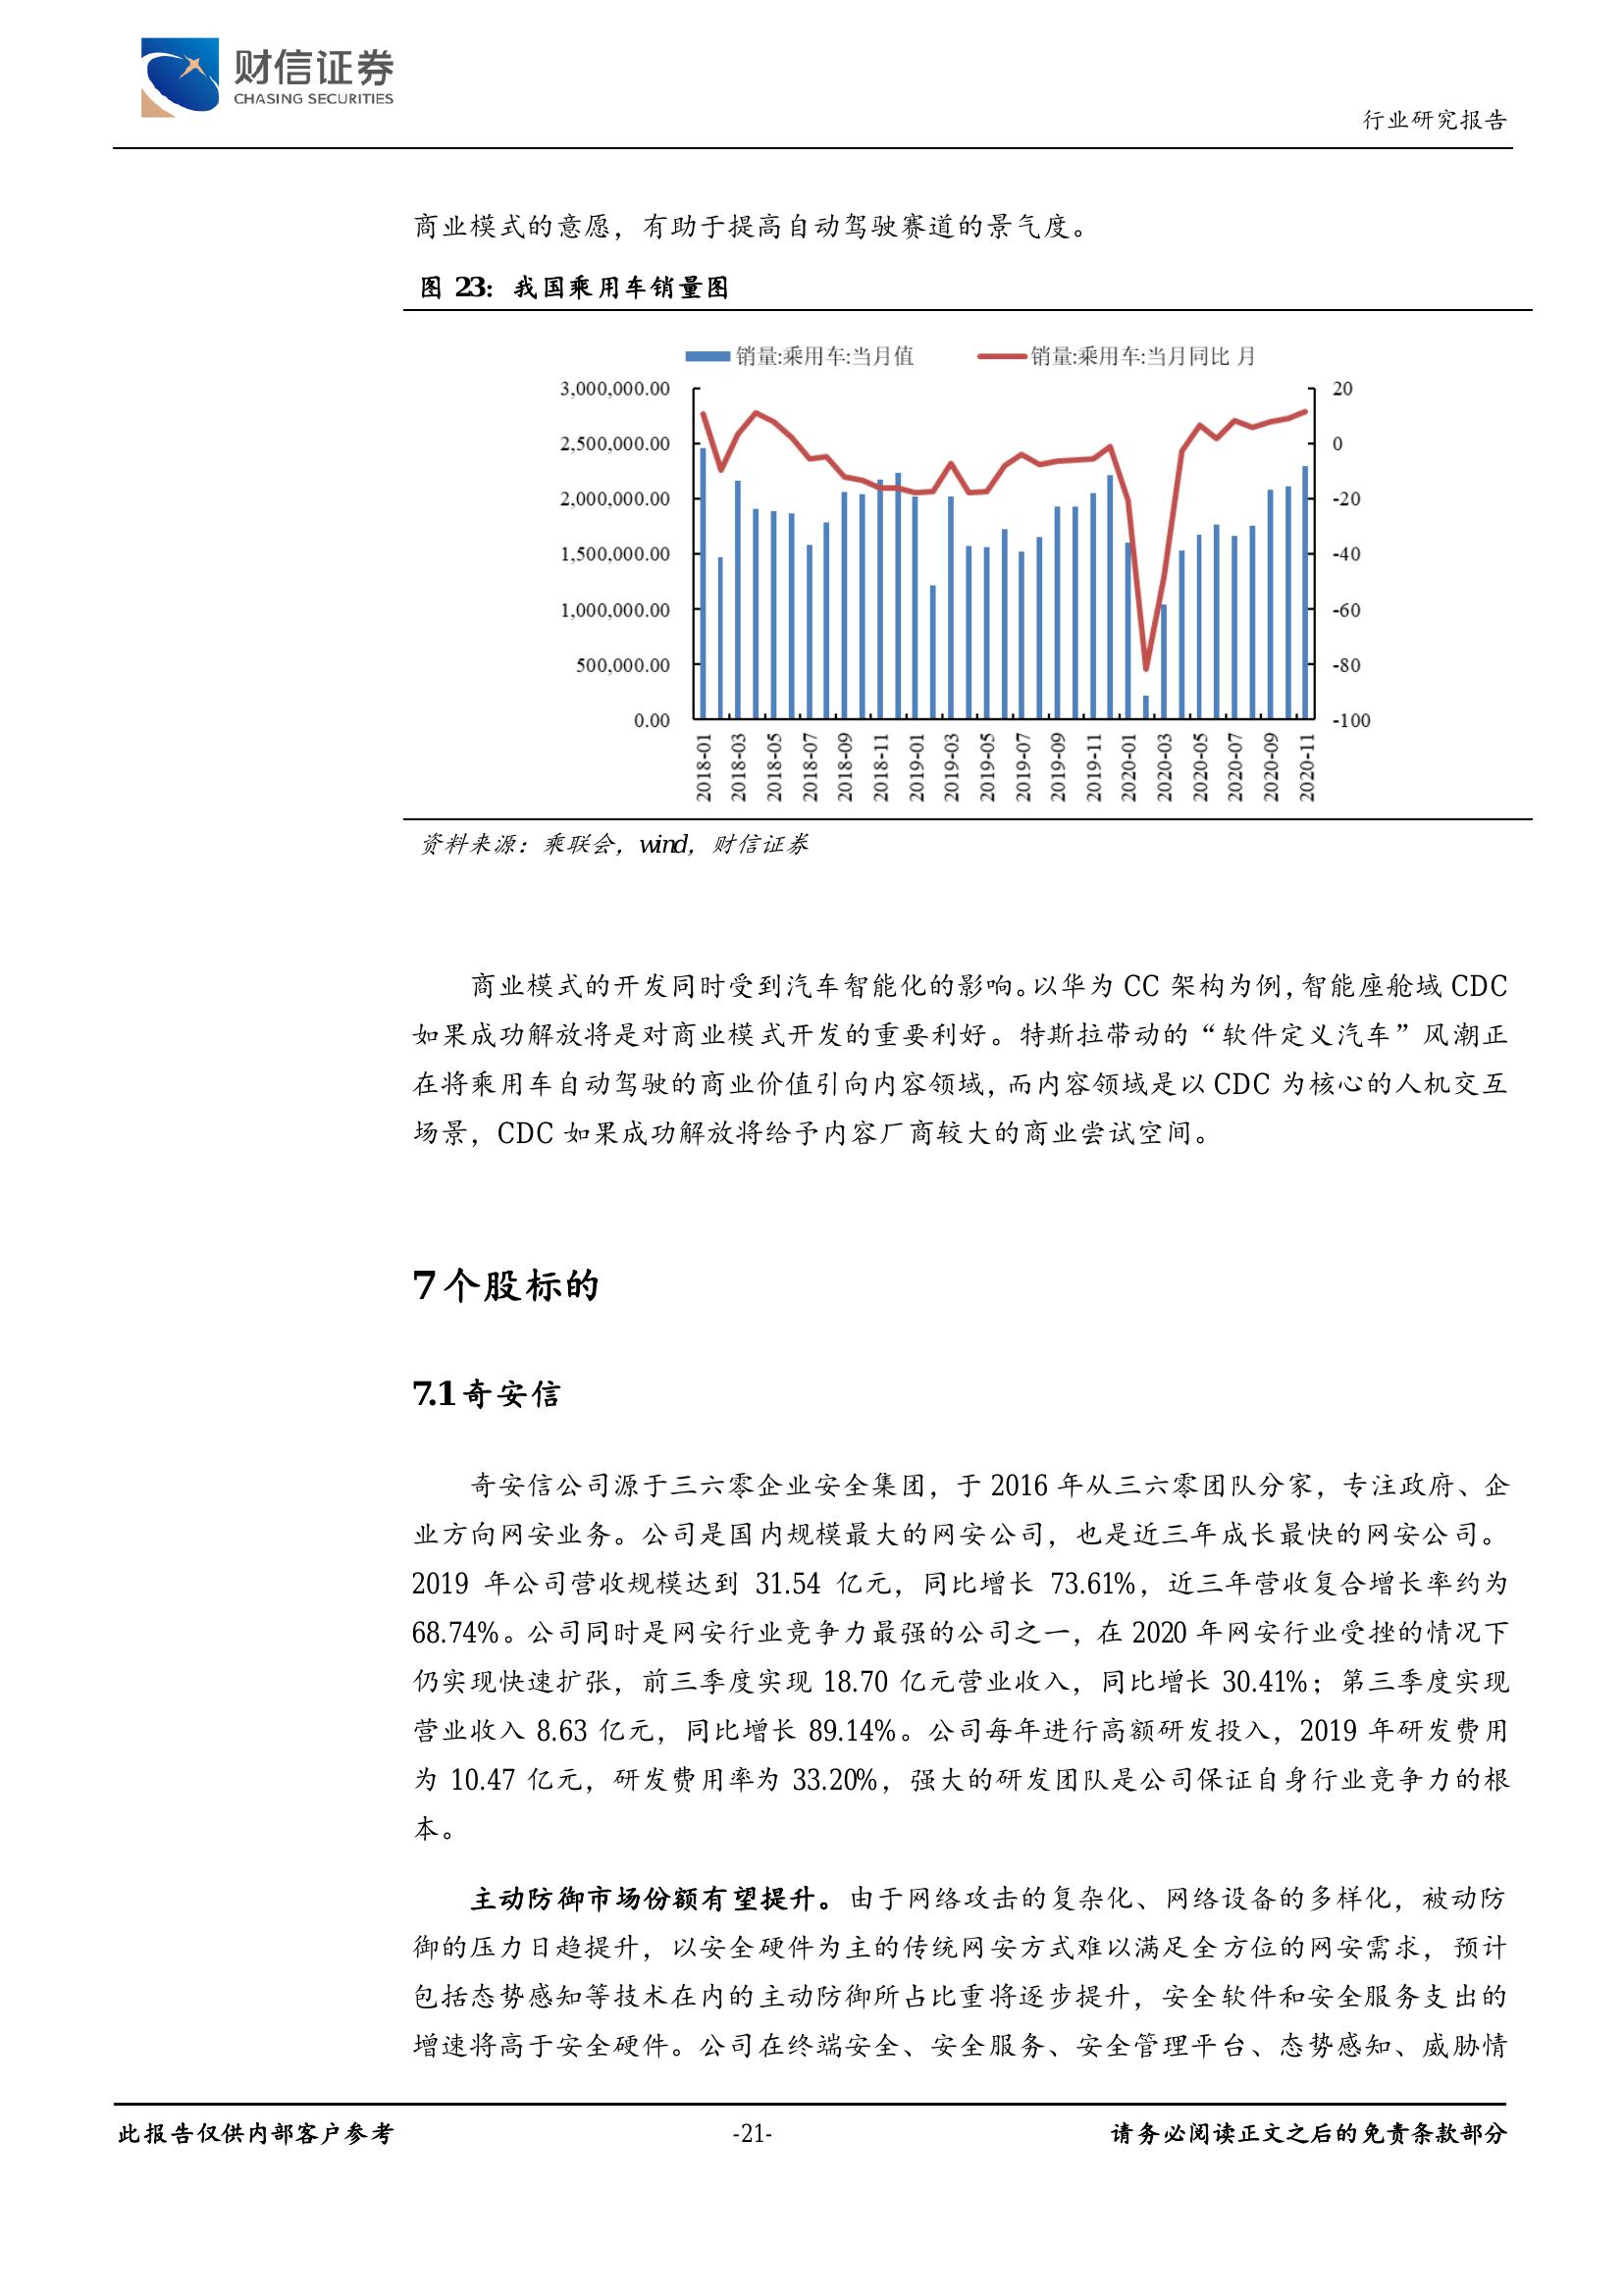 财信证券
CHASING SECURITIES
行业研究报告
商业模式的意愿，有助于提高自动驾驶赛道的景气度。
图 23：我国乘用车销量图
销量:乘用车:当月值 销量:乘用车:当月同比 月
3,000,000.00 20
2,500,000.00 0
2,000,000.00 -20
1,500,000.00 -40
1,000,000.00 -60
500,000.00 -80
0.00 -100
2018-01 2018-03 2018-05 2018-07 2018-09 2018-11 2019-01 2019-03 2019-05 2019-07 2019-09 2019-11 2020-01 2020-03 2020-05 2020-07 2020-09 2020-11
资料来源：乘联会，wind，财信证券
商业模式的开发同时受到汽车智能化的影响。以华为 CC 架构为例，智能座舱域 CDC
如果成功解放将是对商业模式开发的重要利好。特斯拉带动的“软件定义汽车”风潮正
在将乘用车自动驾驶的商业价值引向内容领域，而内容领域是以 CDC 为核心的人机交互
场景，CDC 如果成功解放将给予内容厂商较大的商业尝试空间。
7 个股标的
7.1 奇安信
奇安信公司源于三六零企业安全集团，于 2016 年从三六零团队分家，专注政府、企
业方向网安业务。公司是国内规模最大的网安公司，也是近三年成长最快的网安公司。
2019 年公司营收规模达到 31.54 亿元，同比增长 73.61%，近三年营收复合增长率约为
68.74%。公司同时是网安行业竞争力最强的公司之一，在 2020 年网安行业受挫的情况下
仍实现快速扩张，前三季度实现 18.70 亿元营业收入，同比增长 30.41%；第三季度实现
营业收入 8.63 亿元，同比增长 89.14%。公司每年进行高额研发投入，2019 年研发费用
为 10.47 亿元，研发费用率为 33.20%，强大的研发团队是公司保证自身行业竞争力的根
本。
主动防御市场份额有望提升。由于网络攻击的复杂化、网络设备的多样化，被动防
御的压力日趋提升，以安全硬件为主的传统网安方式难以满足全方位的网安需求，预计
包括态势感知等技术在内的主动防御所占比重将逐步提升，安全软件和安全服务支出的
增速将高于安全硬件。公司在终端安全、安全服务、安全管理平台、态势感知、威胁情
此报告仅供内部客户参考 -21- 请务必阅读正文之后的免责条款部分